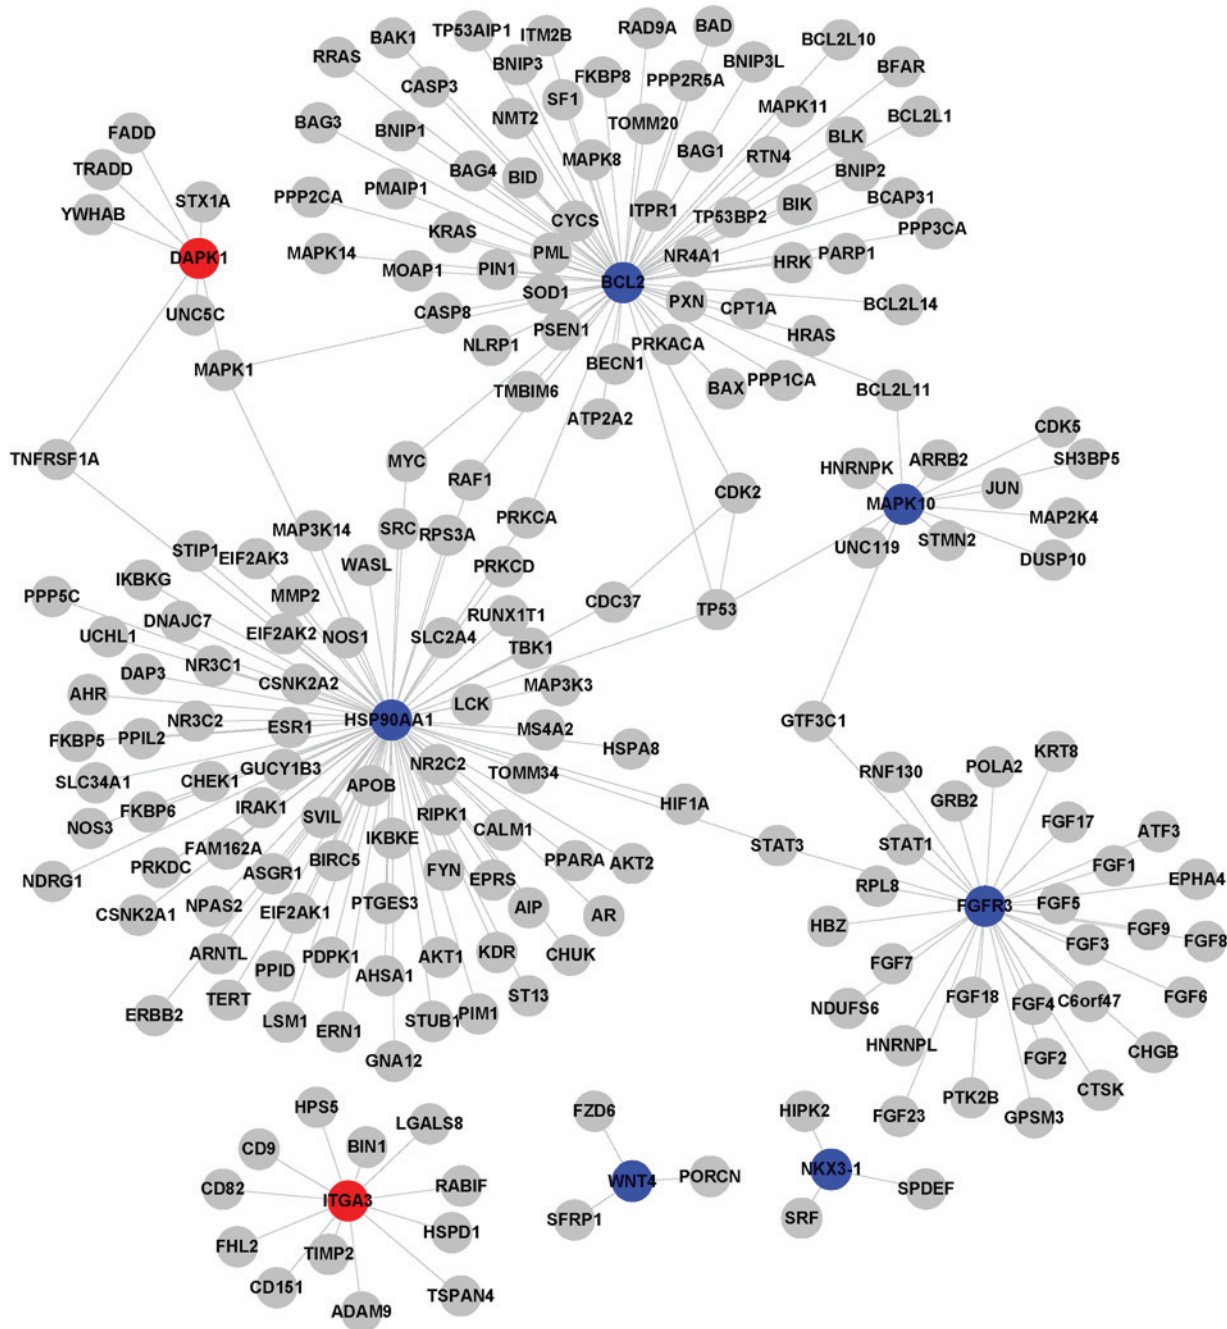 TP53AIP1
ITM2B
RAD9A
BAD
BCL2L10
BAK1
RRAS
BNIP3
FKBP8
PPP2R5A
BNIP3L
BFAR
CASP3
SF1
MAPK11
BCL2L1
FADD
BAG3
BNIP1
NMT2
TOMM20
BLK
TRADD
STX1A
BAG4
BID
MAPK8
BAG1
RTN4
BNIP2
YWHAB
PPP2CA
PMAIP1
CYCS
ITPR1
TP53BP2
BIK
BCAP31
PPP3CA
DAPK1
MAPK14
KRAS
PML
NR4A1
HRK
PARP1
MOAP1
PIN1
BCL2
UNC5C
CASP8
SOD1
PXN
CPT1A
BCL2L14
NLRP1
PSEN1
PRKACA
HRAS
MAPK1
TMBIM6
BECN1
BAX
PPP1CA
BCL2L11
ATP2A2
CDK5
TNFRSF1A
MYC
RAF1
CDK2
HNRNPK
ARRB2
SH3BP5
JUN
MAPK10
MAP2K4
MAP3K14
SRC
RPS3A
PRKCA
STMN2
STIP1
EIF2AK3
WASL
PRKCD
UNC119
DUSP10
IKBKG
PPP5C
MMP2
RUNX1T1
CDC37
TP53
DNAJC7
UCHL1
EIF2AK2
NOS1
SLC2A4
TBK1
DAP3
NR3C1
CSNK2A2
LCK
MAP3K3
AHR
HSP90AA1
GTF3C1
NR3C2
ESR1
MS4A2
FKBP5
PPIL2
HSPA8
SLC34A1
CHEK1
GUCY1B3
NR2C2
TOMM34
RNF130
POLA2
KRT8
APOB
HIF1A
GRB2
NOS3
FKBP6
IRAK1
SVIL
RIPK1
CALM1
FGF17
ATF3
STAT3
STAT1
FAM162A
IKBKE
PRKDC
BIRC5
FYN
PPARA
AKT2
FGF1
NDRG1
ASGR1
EPRS
RPL8
EPHA4
CSNK2A1
NPAS2
EIF2AK1
PTGES3
AIP
AR
FGFR3
FGF5
HBZ
FGF9
FGF8
ARNTL
PDPK1
AKT1
KDR
CHUK
FGF7
FGF3
PPID
AHSA1
TERT
ST13
NDUFS6
FGF18
FGF4
C6orf47
FGF6
ERBB2
LSM1
ERN1
STUB1
PIM1
GNA12
HNRNPL
FGF2
CHGB
CTSK
PTK2B
FGF23
GPSM3
HPS5
LGALS8
FZD6
HIPK2
CD9
BIN1
CD82
RABIF
ITGA3
WNT4
PORCN
NKX3-1
SPDEF
SFRP1
SRF
FHL2
TIMP2
HSPD1
CD151
ADAM9
TSPAN4